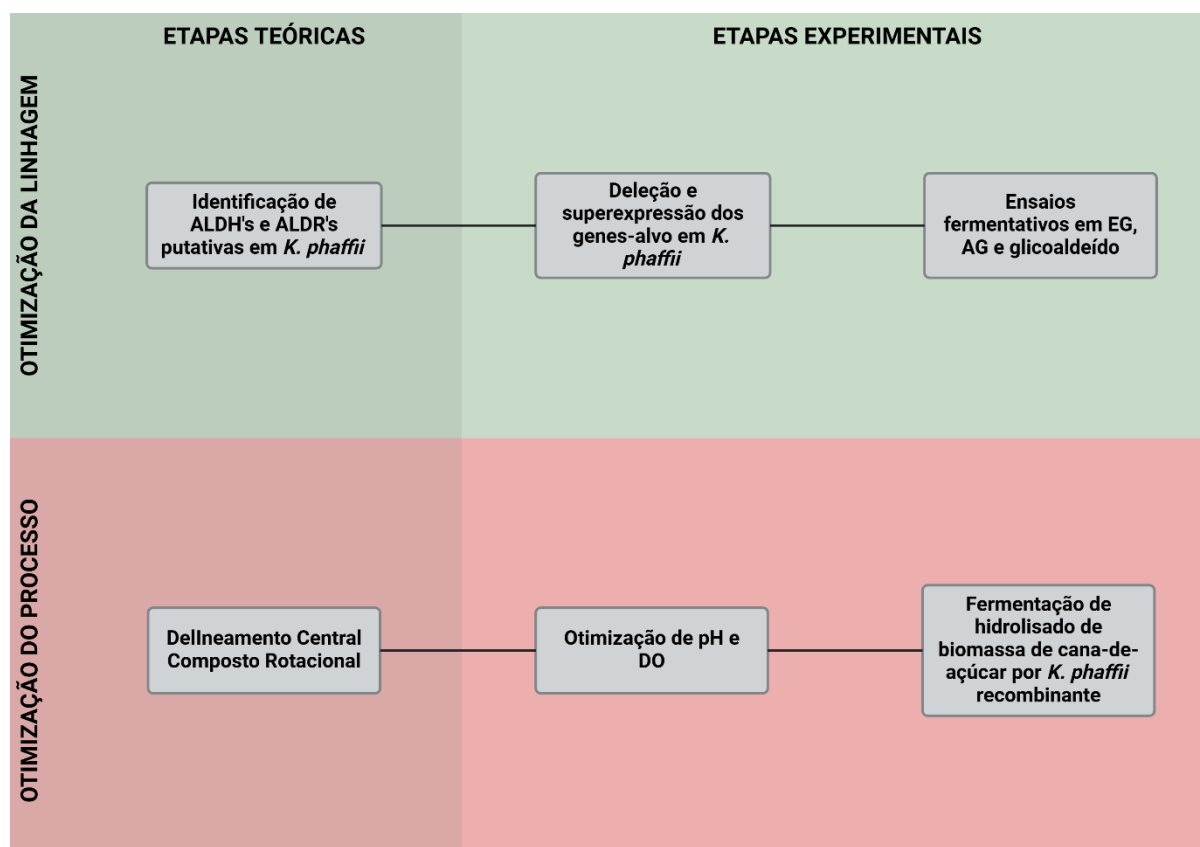 ETAPAS TEÓRICAS
ETAPAS EXPERIMENTAIS
OTIMIZAÇÃO DA LINHAGEM
Identificação de
ALDH's e ALDR's
putativas em K. phaffii
Deleção e
superexpressão dos
genes-alvo em K.
phaffii
Ensaios
fermentativos em EG,
AG e glicoaldeído
OTIMIZAÇÃO DO PROCESSO
DelIneamento Central
Composto Rotacional
Otimização de pH e
DO
Fermentação de
hidrolisado de
biomassa de cana-de-
açúcar por K. phaffii
recombinante